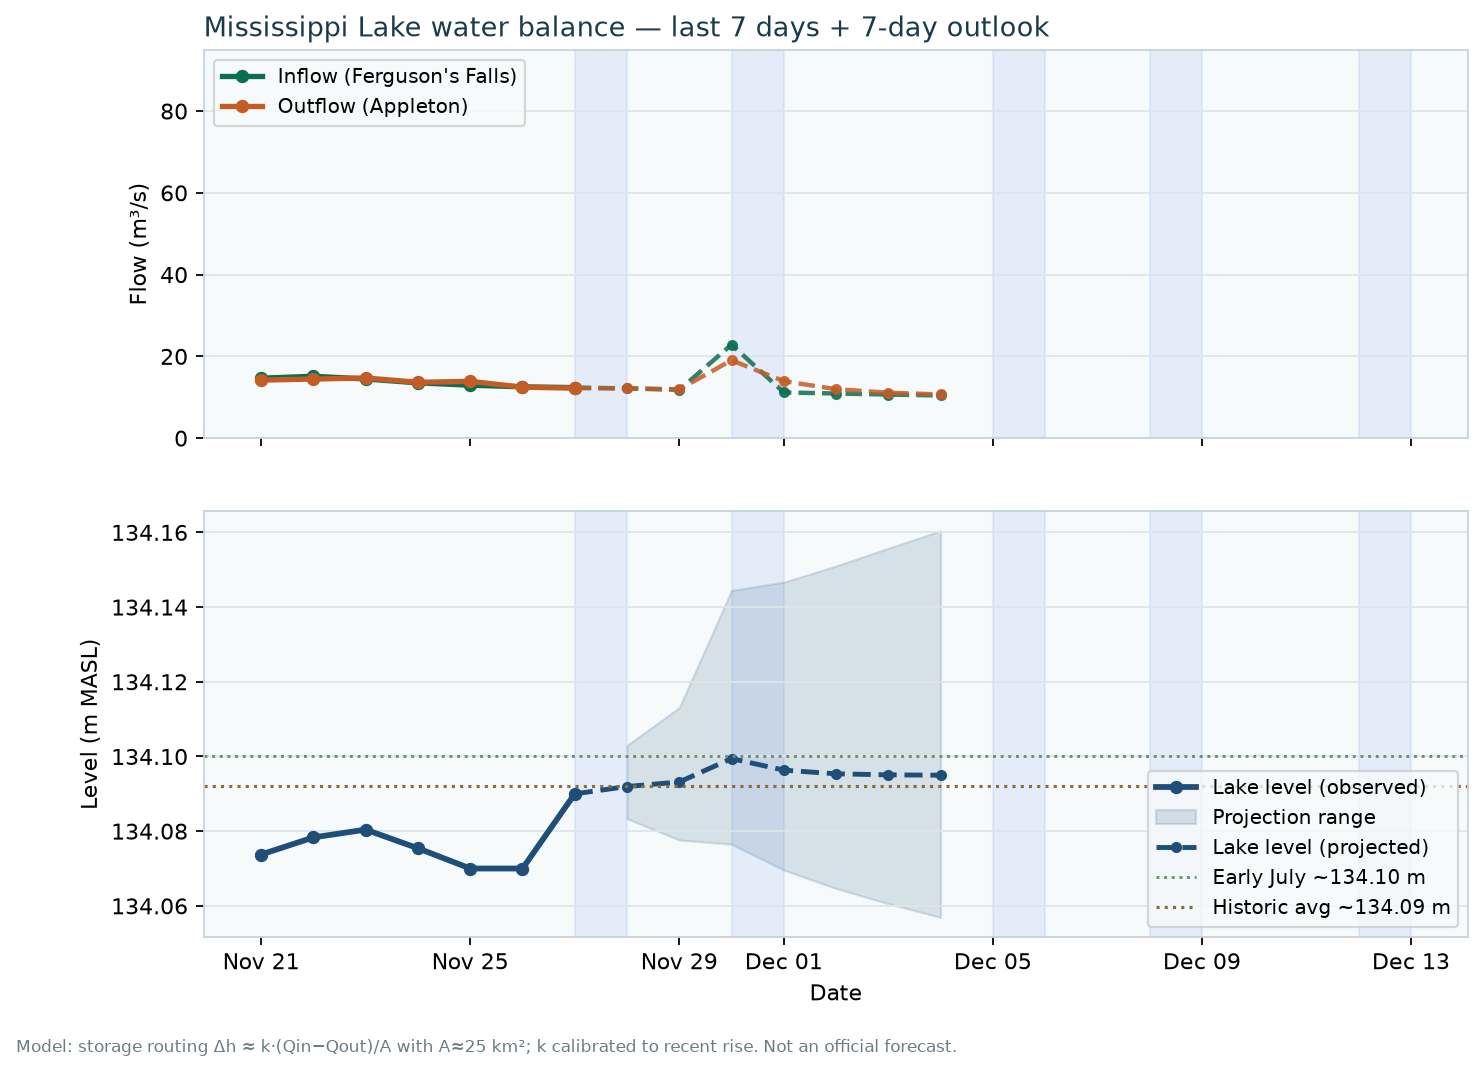 Mississippi Lake water balance — last 7 days + 7-day outlook
Inflow (Ferguson's Falls)
Outflow (Appleton)
Flow (m³/s)
80
60
40
20
0
Level (m MASL)
134.16
134.14
134.12
134.10
134.08
134.06
Lake level (observed)
Projection range
Lake level (projected)
Early July ~134.10 m
Historic avg ~134.09 m
Nov 21 Nov 25 Nov 29 Dec 01 Dec 05 Dec 09 Dec 13
Date
Model: storage routing Δh ≈ k·(Qin−Qout)/A with A≈25 km²; k calibrated to recent rise. Not an official forecast.